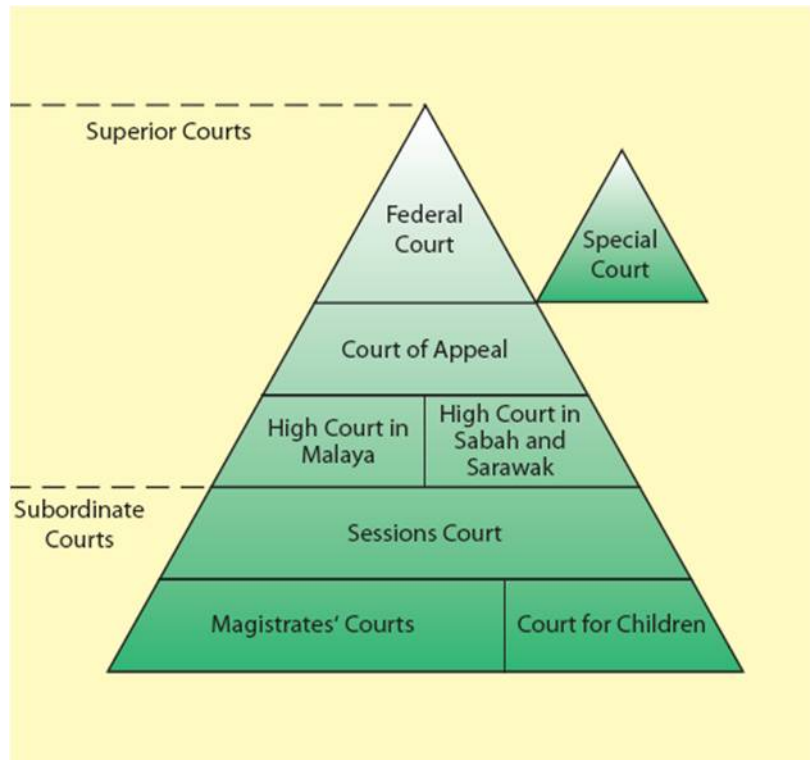 Superior Courts
Federal
Court
Special
Court
Court of Appeal
High Court in
Malaya
High Court in
Sabah and
Sarawak
Subordinate
Courts
Sessions Court
Magistrates‘ Courts
Court for Children